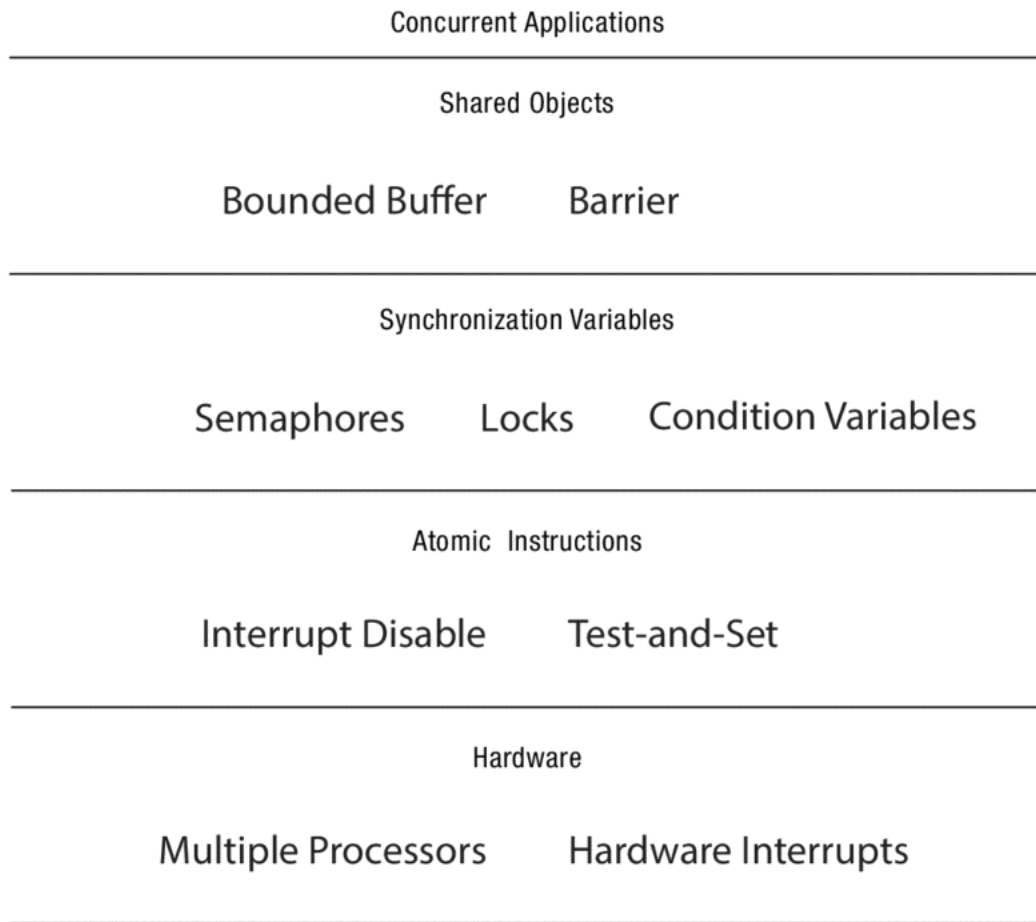 Concurrent Applications
Shared Objects
Bounded Buffer Barrier
Synchronization Variables
Semaphores Locks Condition Variables
Atomic Instructions
Interrupt Disable Test-and-Set
Hardware
Multiple Processors Hardware Interrupts